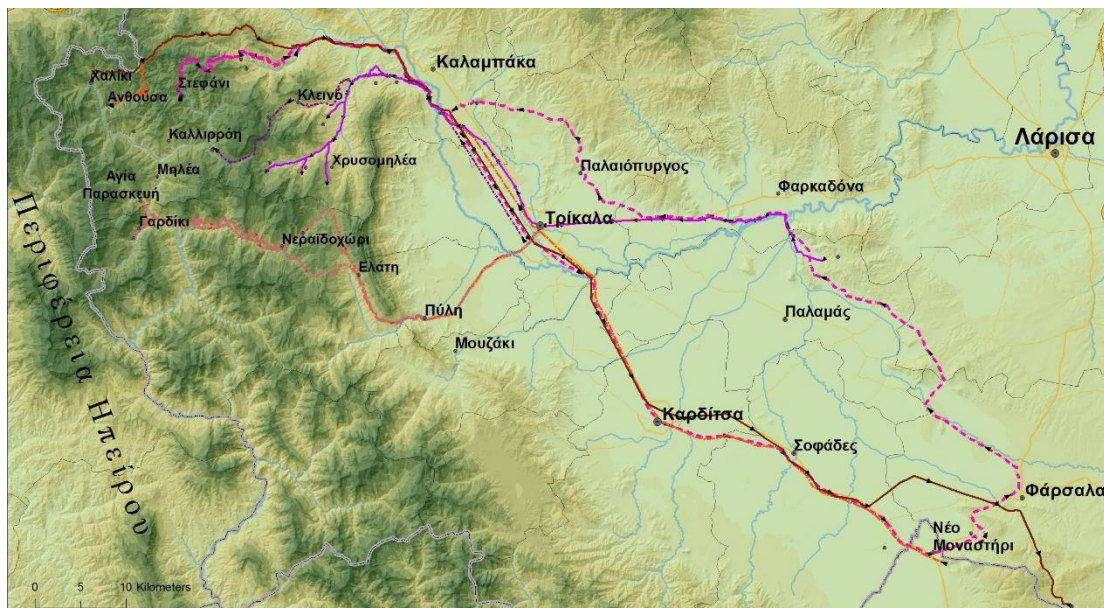 Καλαμπάκα
Χαλίκι
Στεφάνι
Ανθούσα
Κλεινό
Λάρισα
Καλλιρρόη
Χρυσομηλέα
Παλαιόπυργος
Μηλέα
Αγία
Παρασκευή
Φαρκαδόνα
Γαρδίκι
Τρίκαλα
Νεραϊδοχώρι
Ελάτη
Περιφέρεια Ηπείρου
Πύλη
Παλαμάς
Μουζάκι
Καρδίτσα
Σοφάδες
Φάρσαλα
Νέο
Μοναστήρι
0 5 10 Kilometers